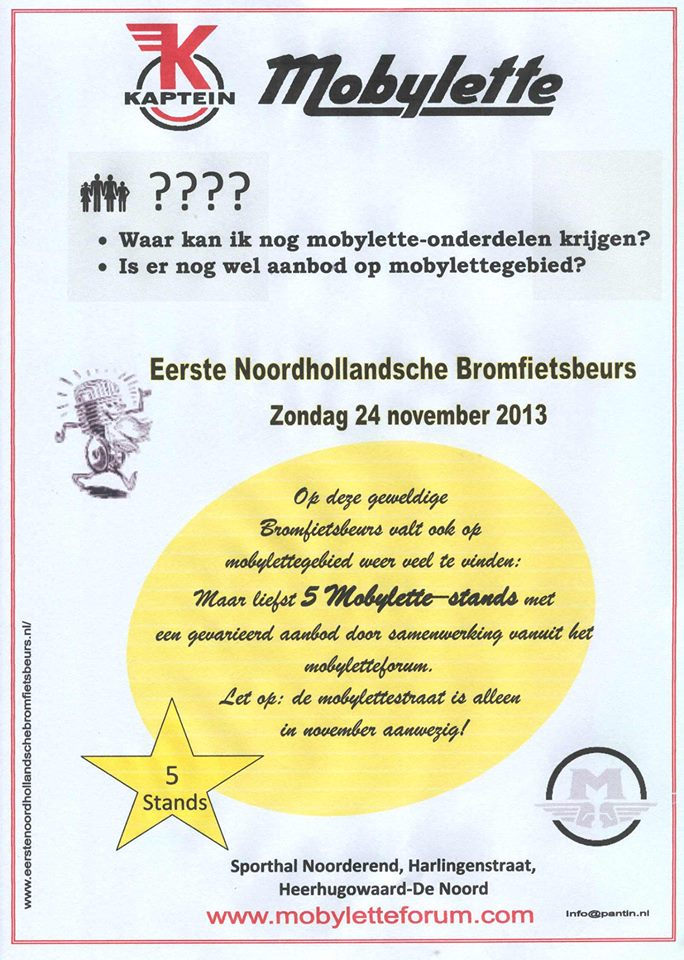 K
KAPTEIN
Mobylette
????
• Waar kan ik nog mobylette-onderdelen krijgen?
• Is er nog wel aanbod op mobylettegebied?
Eerste Noordhollandsche Bromfietsbeurs
Zondag 24 november 2013
Op deze geweldige
Bromfietsbeurs valt ook op
mobylettegebied weer veel te vinden:
Maar liefst 5 Mobylette-stands met
een gevarieerd aanbod door samenwerking vanuit het
mobyletteforum.
Let op: de mobylettestraat is alleen
in november aanwezig!
5
Stands
M
www.eerstenoordhollandschebromfietsbeurs.nl/
Sporthal Noorderend, Harlingenstraat,
Heerhugowaard-De Noord
www.mobyletteforum.com
Info@pantin.nl